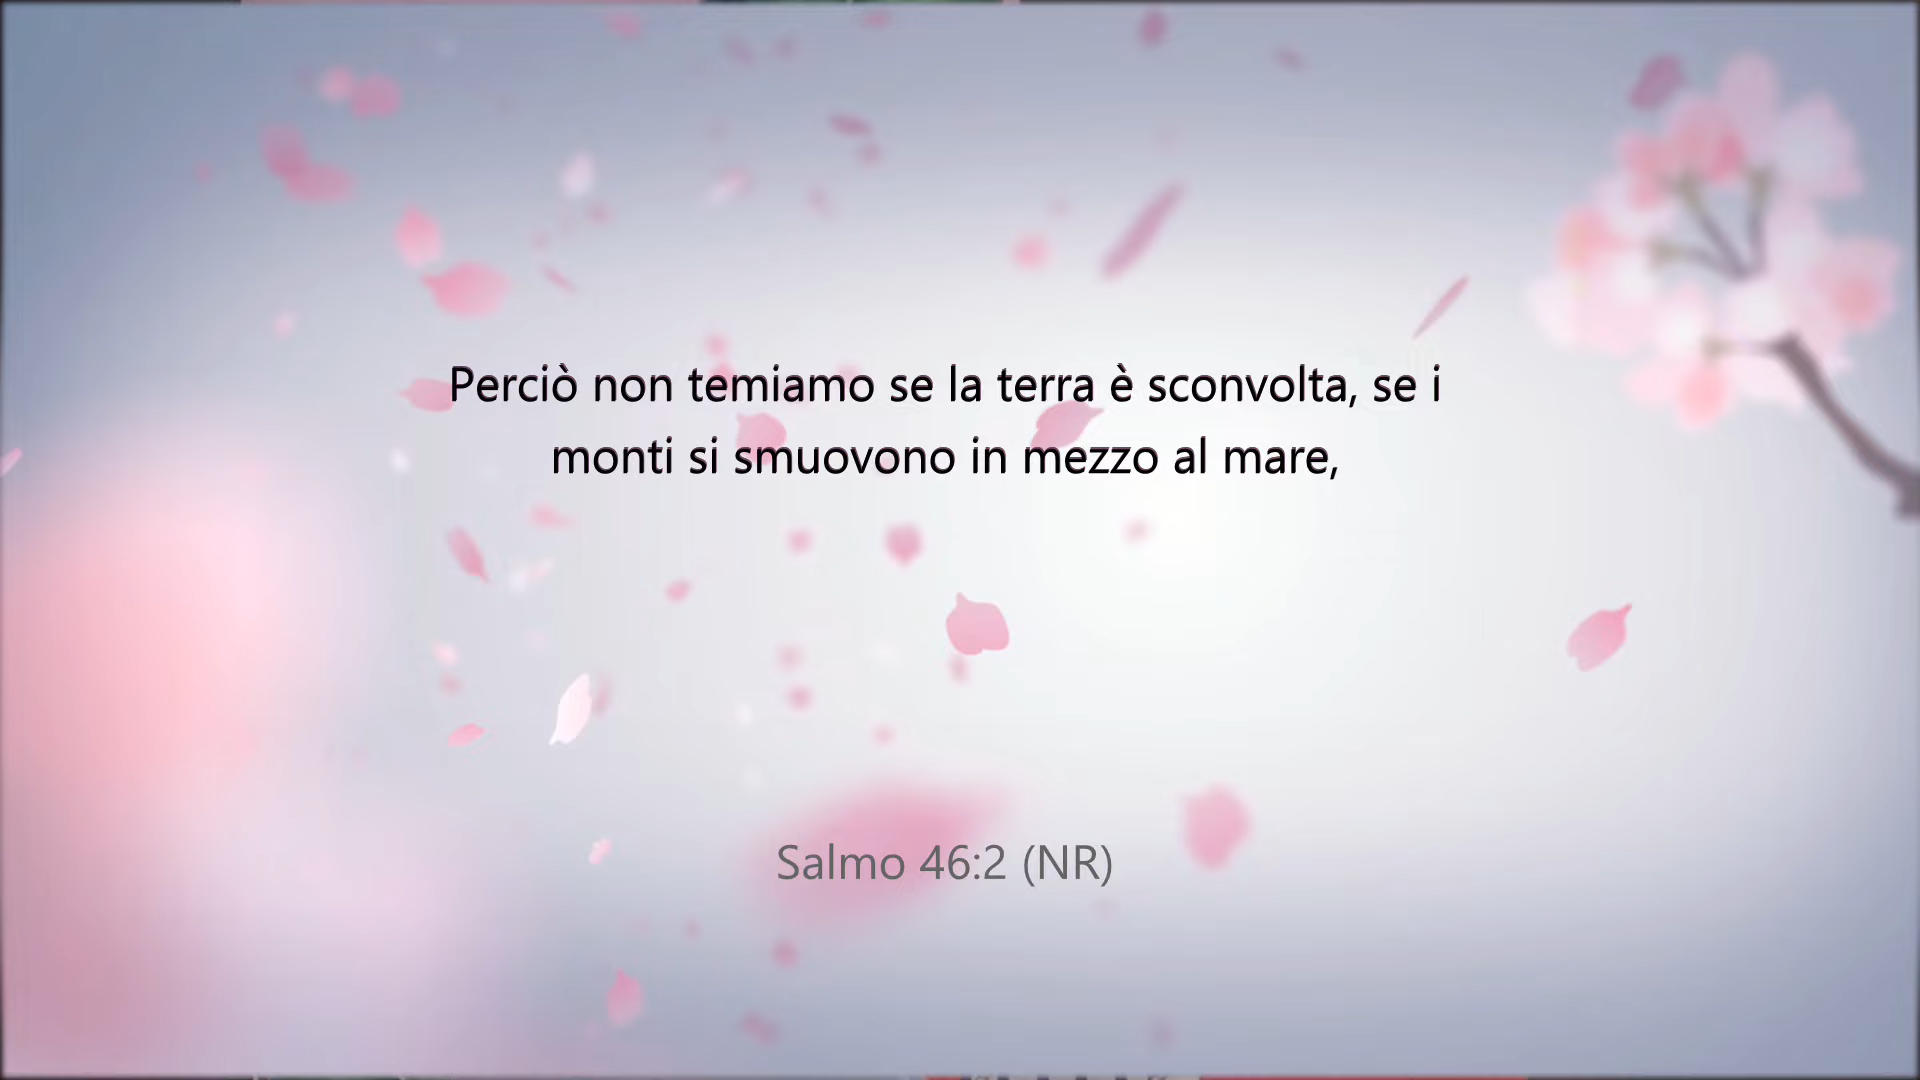 Perciò non temiamo se la terra è sconvolta, se i
monti si smuovono in mezzo al mare,
Salmo 46:2 (NR)